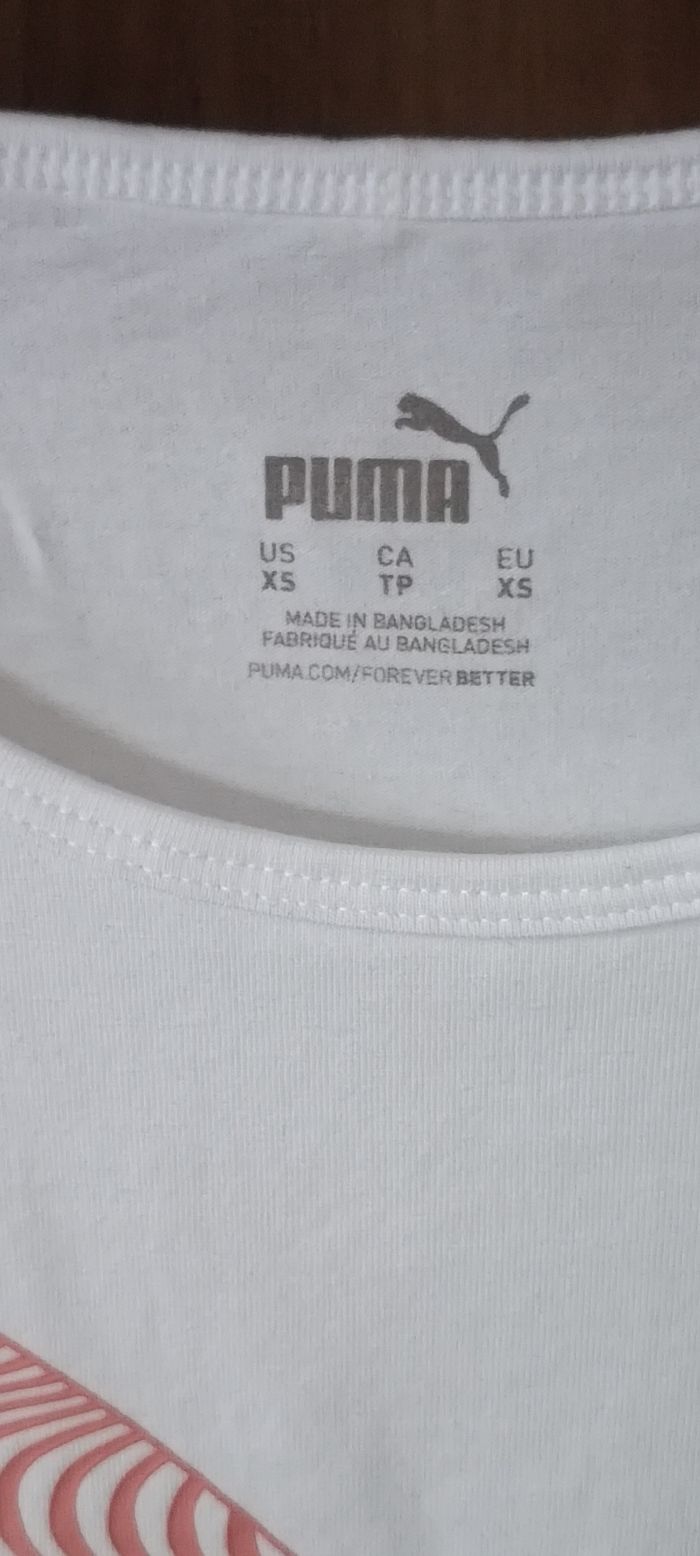 PUMA
US CA EU
XS TP XS
MADE IN BANGLADESH
FABRIQUÉ AU BANGLADESH
PUMA.COM/FOREVERBETTER